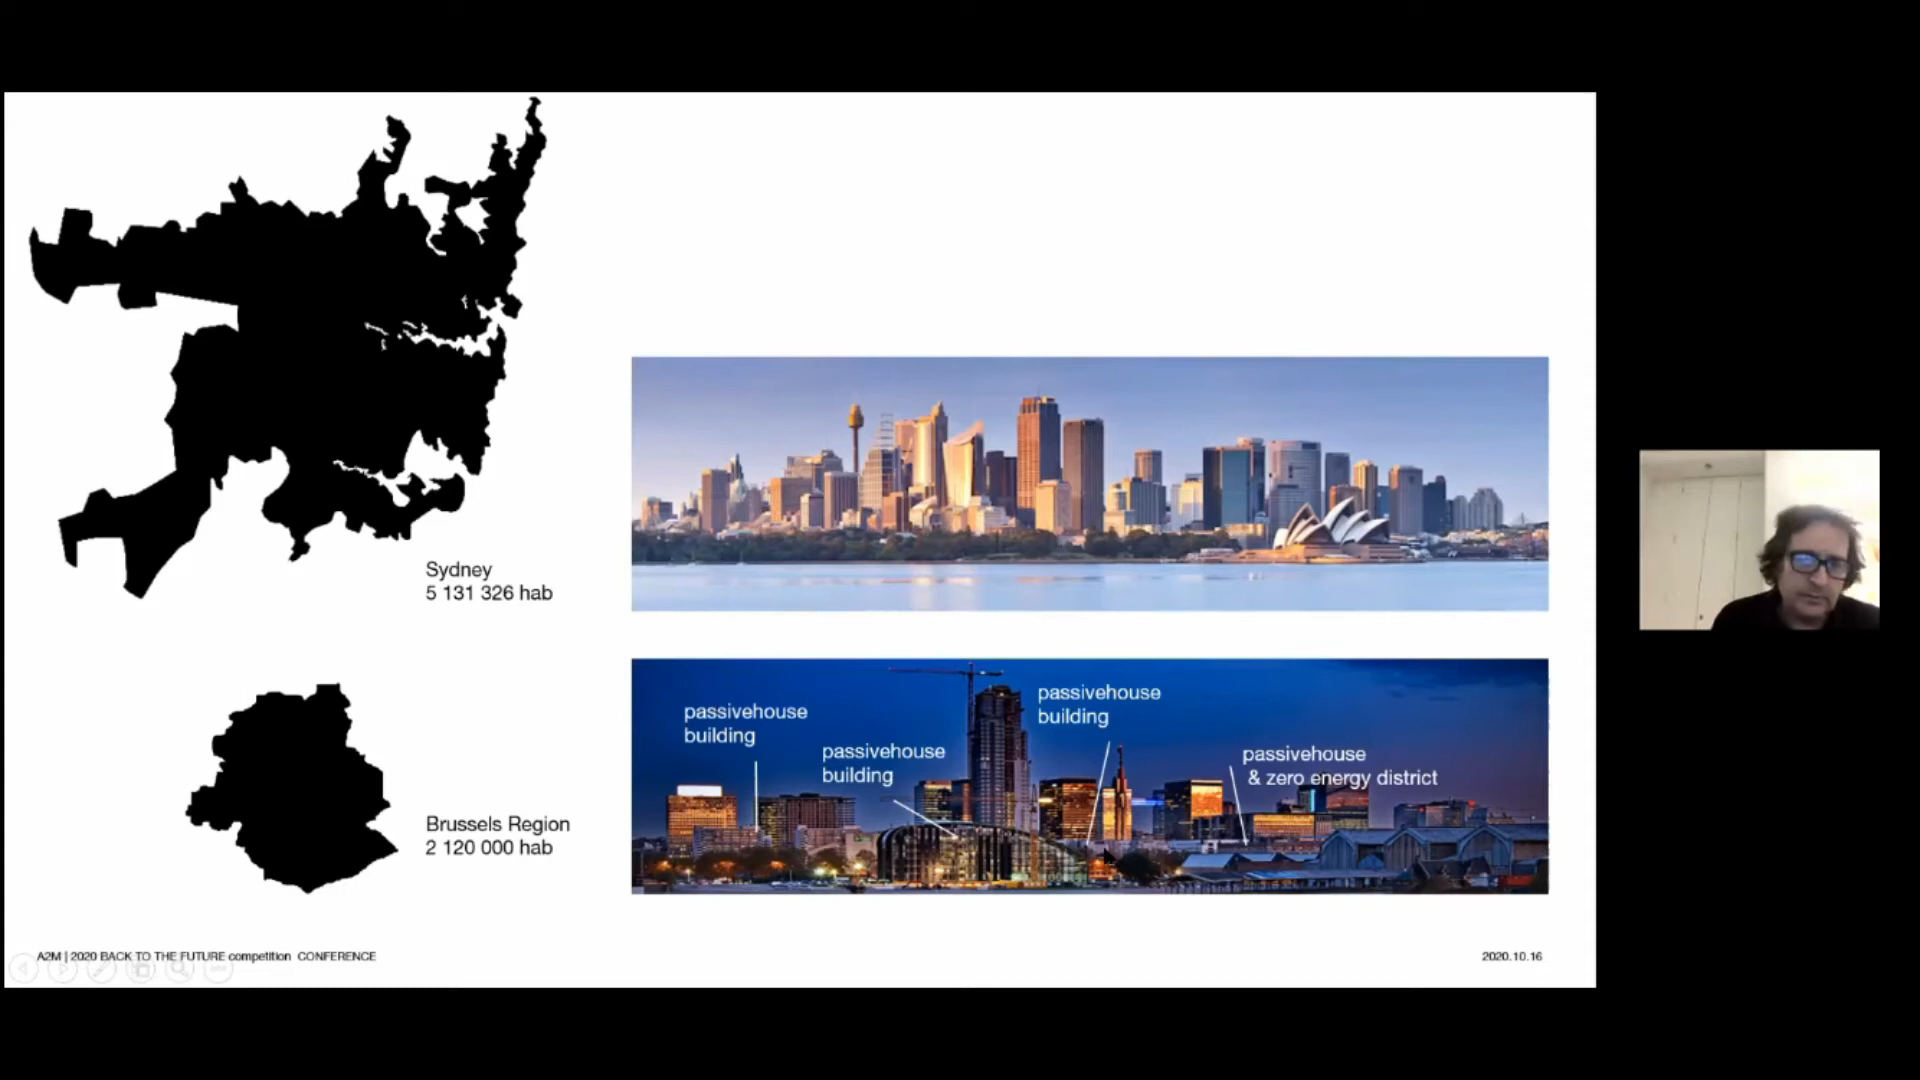 Sydney
5 131 326 hab
passivehouse
building
passivehouse
building
passivehouse
building
passivehouse
& zero energy district
Brussels Region
2 120 000 hab
A2M | 2020 BACK TO THE FUTURE competition CONFERENCE
2020.10.16